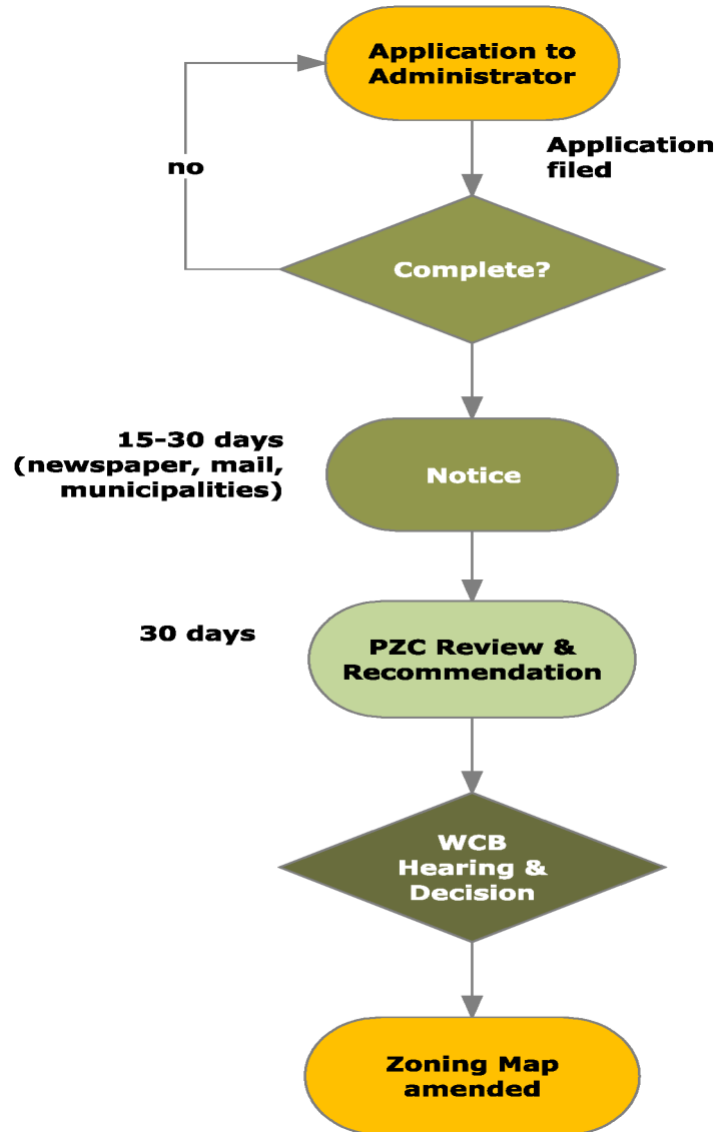 Application to
Administrator
Application
filed
no
Complete?
15-30 days
(newspaper, mail,
municipalities)
Notice
30 days
PZC Review &
Recommendation
WCB
Hearing &
Decision
Zoning Map
amended